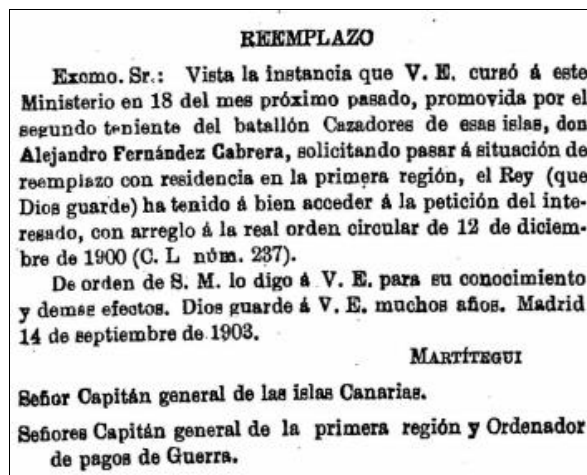 REEMPLAZO
Excmo. Sr.: Vista la instancia que V. E. cursó á este
Ministerio en 18 del mes próximo pasado, promovida por el
segundo teniente del batallón Cazadores de esas islas, don
Alejandro Fernández Cabrera, solicitando pasar á situación de
reemplazo con residencia en la primera región, el Rey (que
Dios guarde) ha tenido á bien acceder á la petición del inte-
resado, con arreglo á la real orden circular de 12 de diciem-
bre de 1900 (C. L núm. 237).
De orden de S. M. lo digo á V. E. para su conocimiento
y demás efectos. Dios guarde á V. E. muchos años. Madrid
14 de septiembre de 1903.
MARTÍTEGUI
Señor Capitán general de las islas Canarias.
Señores Capitán general de la primera región y Ordenador
de pagos de Guerra.